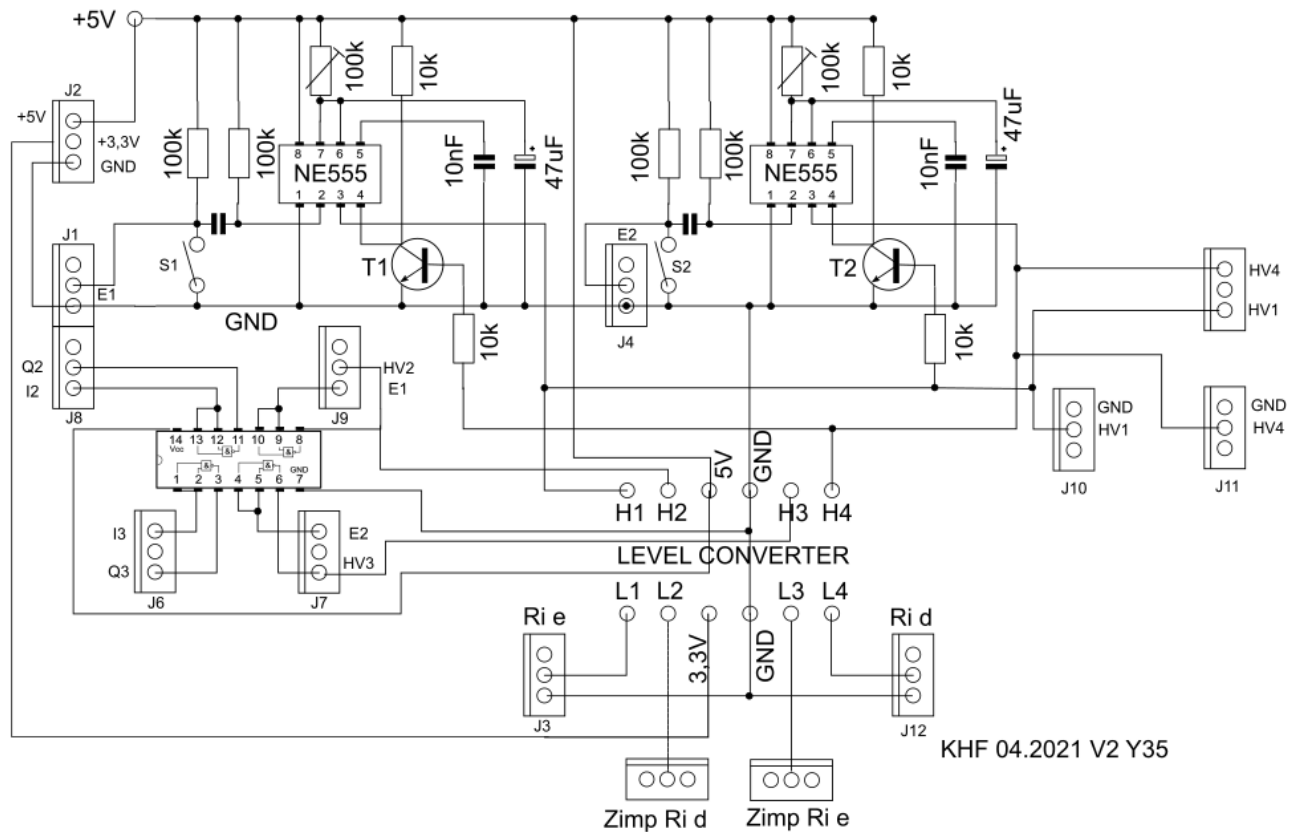 +5V
100k
10k
100k
10k
J2
+5V
+3,3V
GND
100k
100k
8 7 6 5
NE555
1 2 3 4
10nF
47uF
+
100k
100k
8 7 6 5
NE555
1 2 3 4
10nF
47uF
+
J1
E1
S1
T1
E2
S2
T2
HV4
HV1
GND
J4
10k
10k
Q2
I2
J8
HV2
E1
J9
14 13 12 11 10 9 8
Vcc
& &
& &
GND
1 2 3 4 5 6 7
5V
GND
GND
HV1
J10
GND
HV4
J11
H1 H2 H3 H4
I3
Q3
J6
E2
HV3
J7
LEVEL CONVERTER
L1 L2 L3 L4
Ri e
3,3V
GND
Ri d
J3
J12
KHF 04.2021 V2 Y35
Zimp Ri d
Zimp Ri e